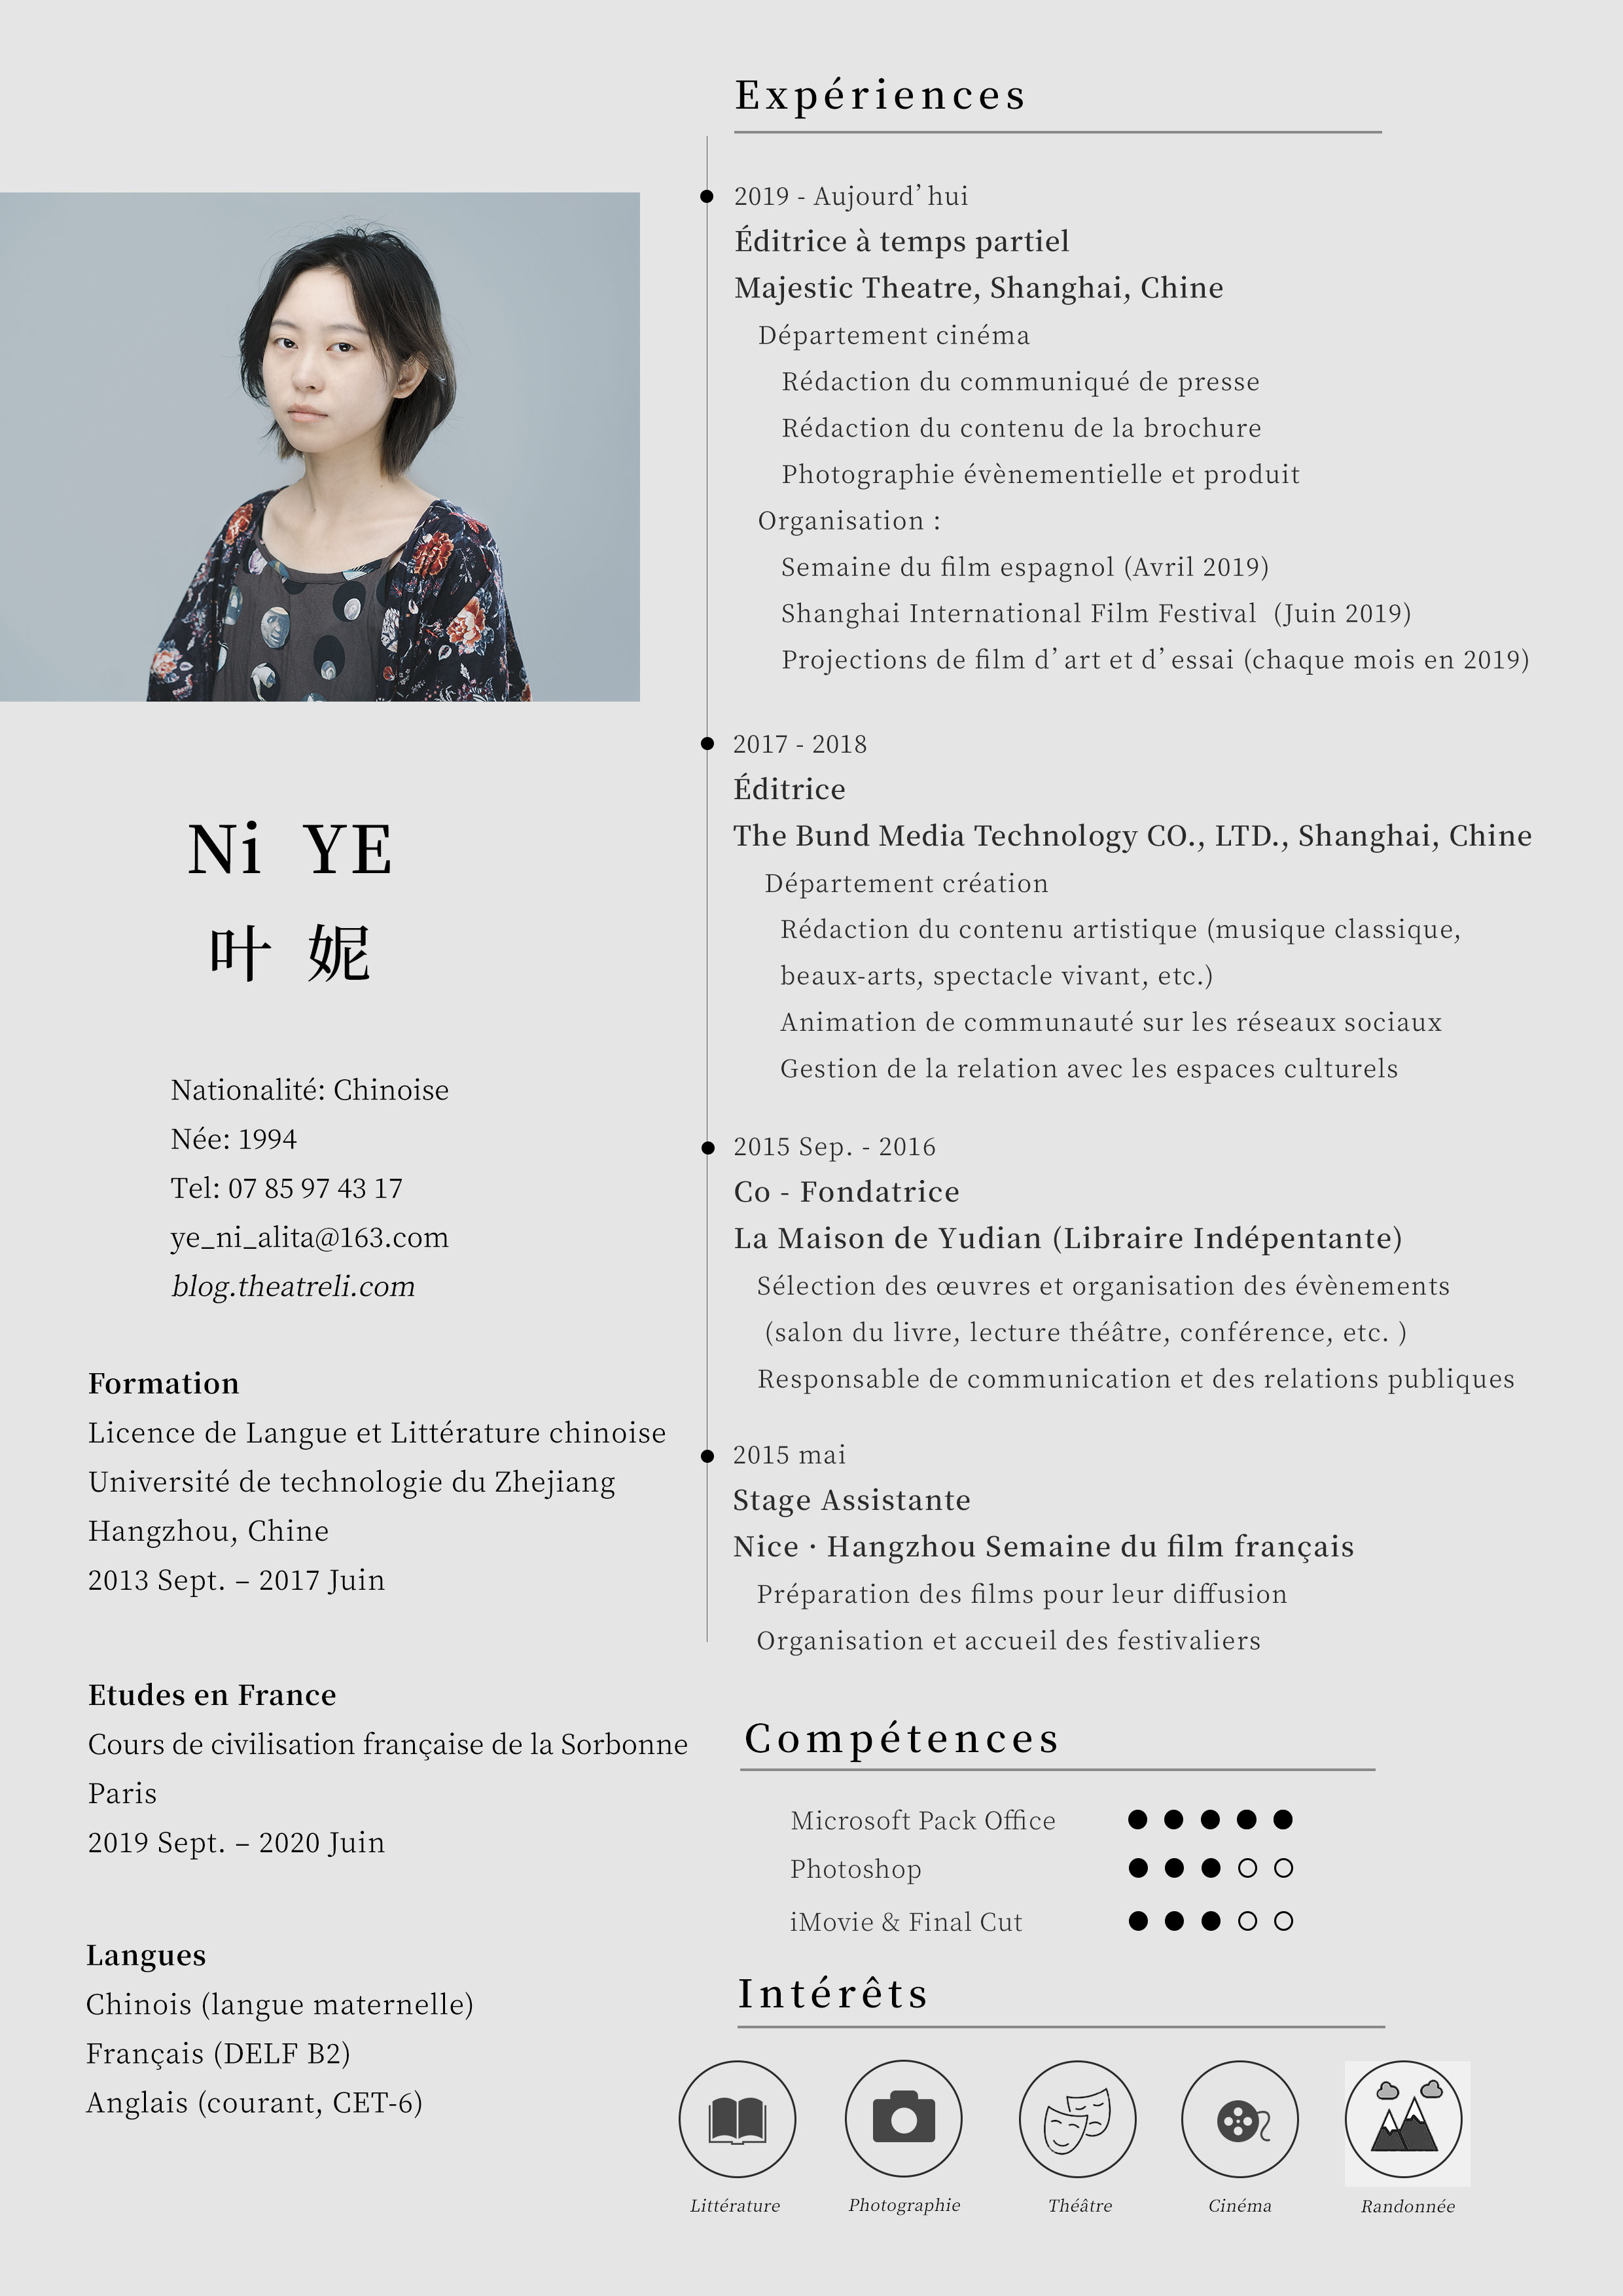 Ni YE
叶 妮
Nationalité: Chinoise
Née: 1994
Tel: 07 85 97 43 17
ye_ni_alita@163.com
blog.theatreli.com
Formation
Licence de Langue et Littérature chinoise
Université de technologie du Zhejiang
Hangzhou, Chine
2013 Sept. – 2017 Juin
Etudes en France
Cours de civilisation française de la Sorbonne
Paris
2019 Sept. – 2020 Juin
Langues
Chinois (langue maternelle)
Français (DELF B2)
Anglais (courant, CET-6)
Expériences
2019 - Aujourd’hui
Éditrice à temps partiel
Majestic Theatre, Shanghai, Chine
Département cinéma
Rédaction du communiqué de presse
Rédaction du contenu de la brochure
Photographie évènementielle et produit
Organisation :
Semaine du film espagnol (Avril 2019)
Shanghai International Film Festival (Juin 2019)
Projections de film d’art et d’essai (chaque mois en 2019)
2017 - 2018
Éditrice
The Bund Media Technology CO., LTD., Shanghai, Chine
Département création
Rédaction du contenu artistique (musique classique,
beaux-arts, spectacle vivant, etc.)
Animation de communauté sur les réseaux sociaux
Gestion de la relation avec les espaces culturels
2015 Sep. - 2016
Co - Fondatrice
La Maison de Yudian (Libraire Indépentante)
Sélection des œuvres et organisation des évènements
(salon du livre, lecture théâtre, conférence, etc. )
Responsable de communication et des relations publiques
2015 mai
Stage Assistante
Nice · Hangzhou Semaine du film français
Préparation des films pour leur diffusion
Organisation et accueil des festivaliers
Compétences
Microsoft Pack Office
Photoshop
iMovie & Final Cut
Intérêts
Littérature
Photographie
Théâtre
Cinéma
Randonnée